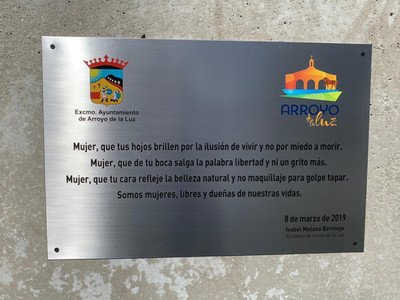 Excmo. Ayuntamiento
de Arroyo de la Luz
ARROYO
de la luz
Mujer, que tus hojos brillen por la ilusión de vivir y no por miedo a morir.
Mujer, que de tu boca salga la palabra libertad y ni un grito más.
Mujer, que tu cara refleje la belleza natural y no maquillaje para golpe tapar.
Somos mujeres, libres y dueñas de nuestras vidas.
8 de marzo de 2019
Isabel Molano Bermejo
Alcaldesa de Arroyo de la Luz